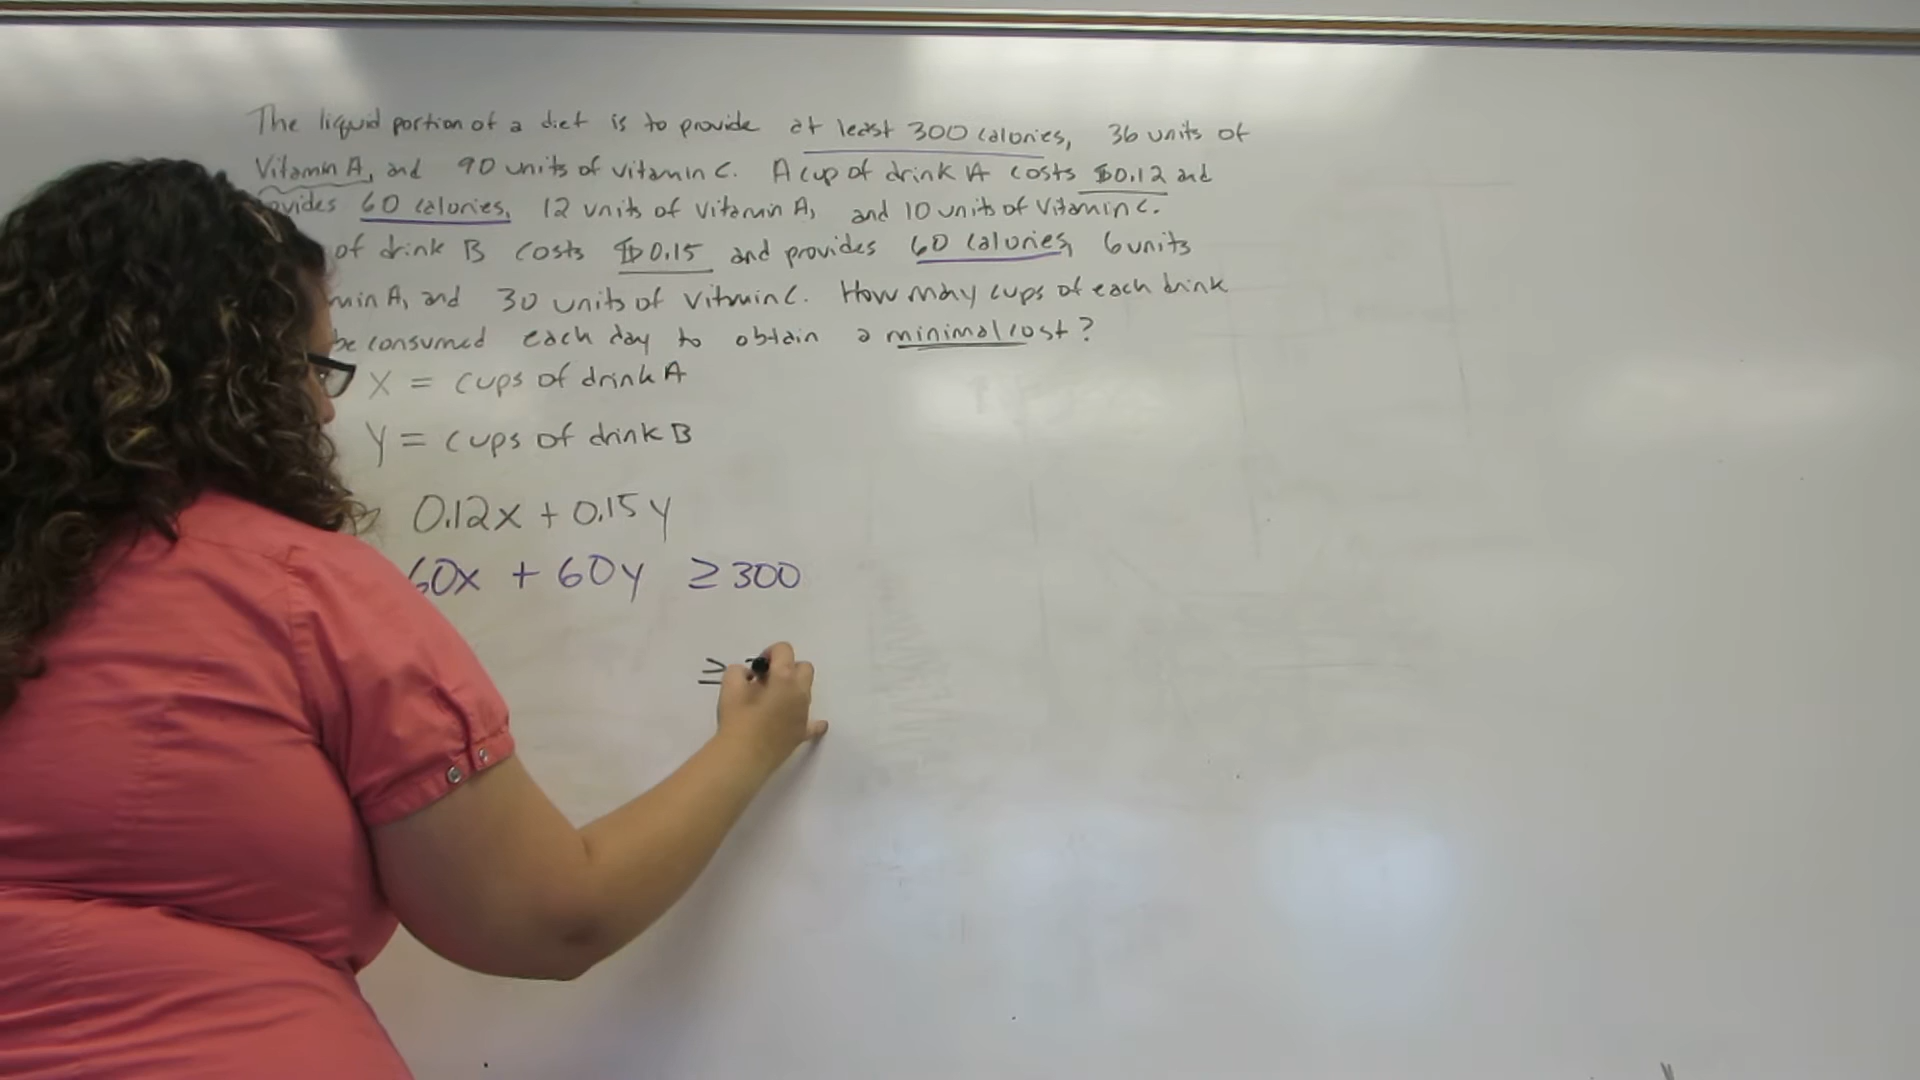 The liquid portion of a diet is to provide at least 300 calories, 36 units of
Vitamin A, and 90 units of vitamin C. A cup of drink A costs $0.12 and
ovides 60 calories, 12 units of Vitamin A, and 10 units of Vitamin C.
of drink B costs $0.15 and provides 60 calories, 6 units
min A, and 30 units of Vitmin C. How may cups of each drink
be consumed each day to obtain a minimal cost?
X = cups of drink A
Y = cups of drink B
0.12x + 0.15y
60x + 60y ≥ 300
≥